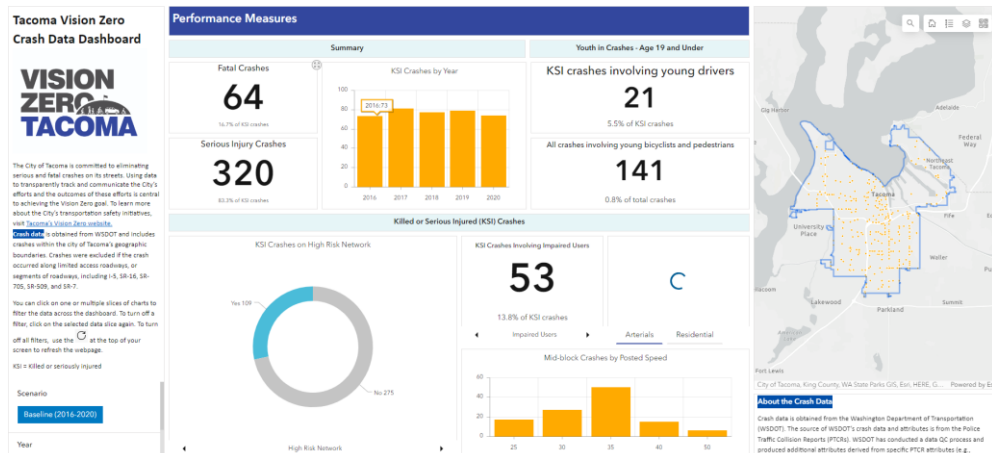 Tacoma Vision Zero
Crash Data Dashboard
VISION
ZERO
TACOMA
The City of Tacoma is committed to eliminating
serious and fatal crashes on its streets. Using data
to transparently track and communicate the City's
efforts and the outcomes of these efforts is central
to achieving the Vision Zero goal. To learn more
about the City's transportation safety initiatives,
visit Tacoma's Vision Zero website.
Crash data is obtained from WSDOT and includes
crashes within the city of Tacoma's geographic
boundaries. Crashes were excluded if the crash
occurred along limited access roadways, or
segments of roadways, including I-5, SR-16, SR-
705, SR-509, and SR-7.
You can click on one or multiple slices of charts to
filter the data across the dashboard. To turn off a
filter, click on the selected data slice again. To turn
off all filters, use the at the top of your
screen to refresh the webpage.
KSI = Killed or seriously injured
Scenario
Baseline (2016-2020)
Year
Performance Measures
Summary
Fatal Crashes
64
16.7% of KSI crashes
Serious Injury Crashes
320
83.3% of KSI crashes
KSI Crashes by Year
100
80
60
40
20
0
2016:73
2016 2017 2018 2019 2020
Youth in Crashes - Age 19 and Under
KSI crashes involving young drivers
21
5.5% of KSI crashes
All crashes involving young bicyclists and pedestrians
141
0.8% of total crashes
Killed or Serious Injured (KSI) Crashes
KSI Crashes on High Risk Network
Yes 109
No 275
High Risk Network
KSI Crashes Involving Impaired Users
53
13.8% of KSI crashes
Impaired Users
Arterials Residential
Mid-block Crashes by Posted Speed
60
40
20
0
25 30 35 40 50
Gig Harbor
Adelaide
Federal
Way
Northeast
Tacoma
Tacoma
University
Place
Fife
Waller
Lakewood
Parkland
Summit
Fort Lewis
City of Tacoma, King County, WA State Parks GIS, Esri, HERE, G... Powered by Es
About the Crash Data
Crash data is obtained from the Washington Department of Transportation
(WSDOT). The source of WSDOT's crash data and attributes is from the Police
Traffic Collision Reports (PTCRs). WSDOT has conducted a data QC process and
produced additional attributes derived from specific PTCR attributes (e.g.,